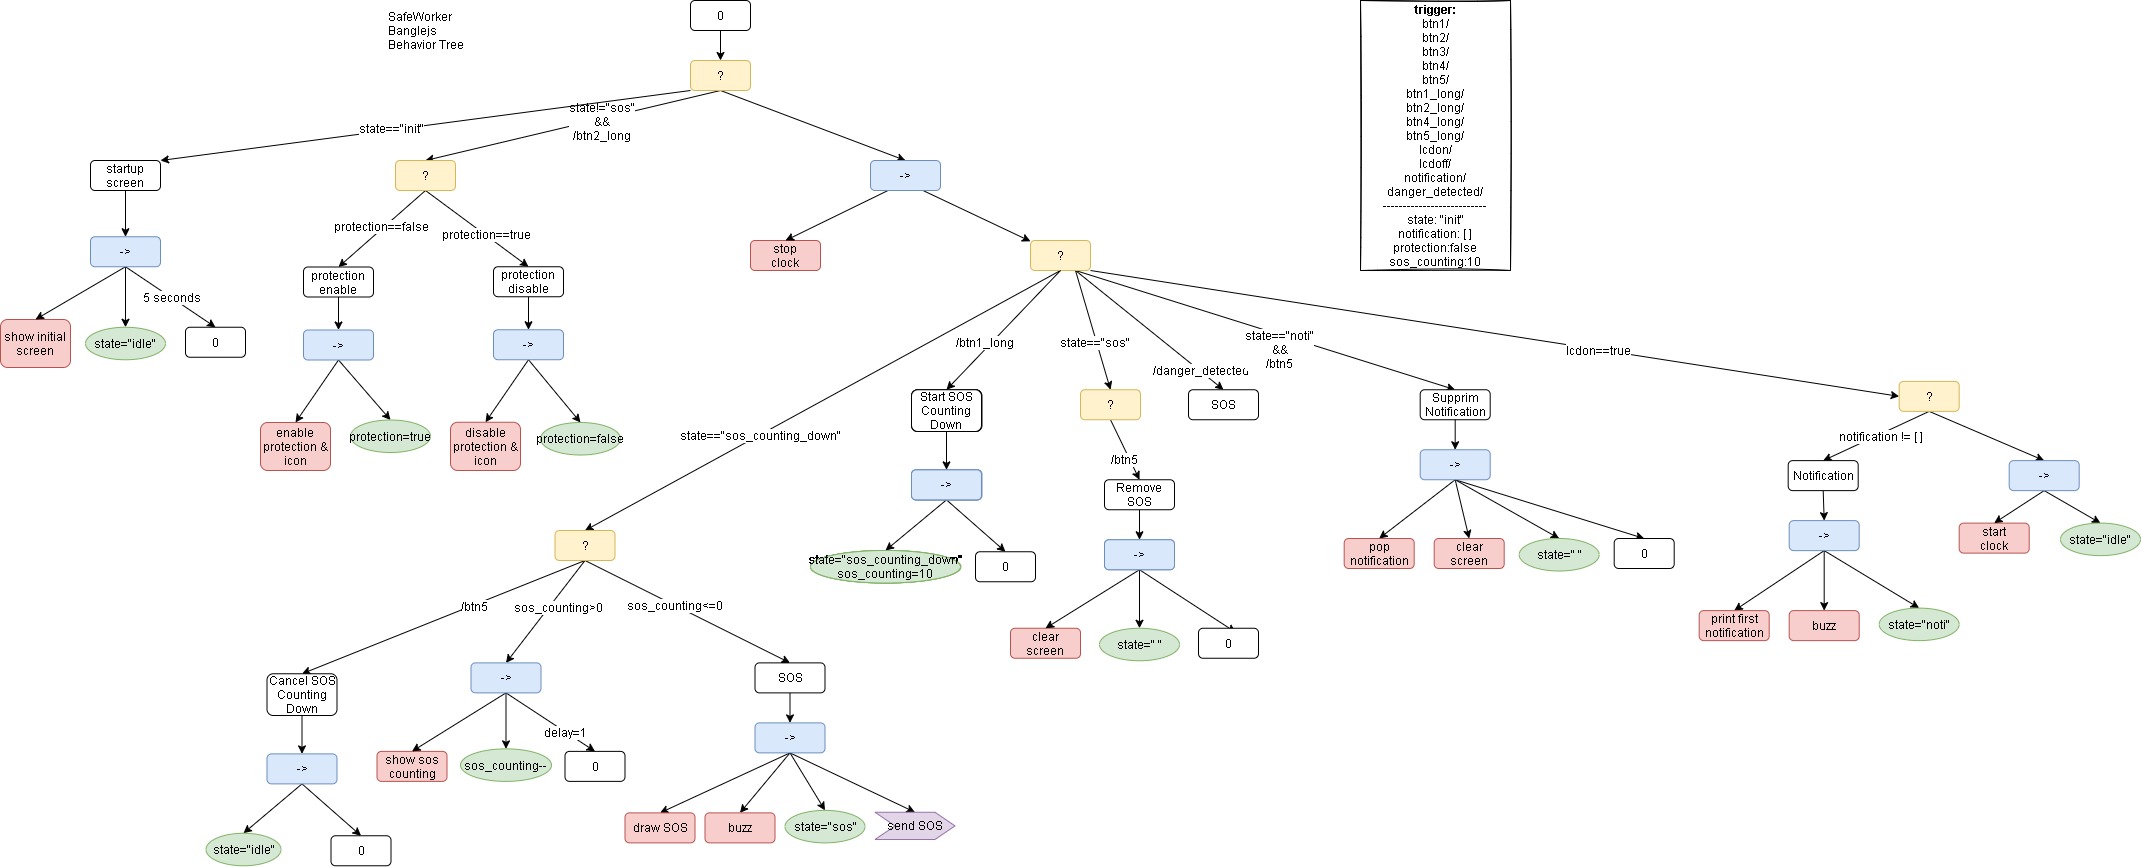 SafeWorker
Banglejs
Behavior Tree
0
?
trigger:
btn1/
btn2/
btn3/
btn4/
btn5/
btn1_long/
btn2_long/
btn4_long/
btn5_long/
lcdon/
lcdoff/
notification/
danger_detected/
--------------------------
state: "init"
notification: [ ]
protection:false
sos_counting:10
state=="init"
state!="sos"
&&
/btn2_long
startup
screen
?
->
->
5 seconds
show initial
screen
state="idle"
0
protection==false
protection==true
protection
enable
protection
disable
->
->
enable
protection &
icon
protection=true
disable
protection &
icon
protection=false
stop
clock
?
state=="sos_counting_down"
/btn1_long
state=="sos"
/danger_detected
state=="noti"
&&
/btn5
lcdon==true
?
/btn5
sos_counting>0
sos_counting<=0
Cancel SOS
Counting
Down
->
state="idle"
0
->
delay=1
show sos
counting
sos_counting--
0
SOS
->
draw SOS
buzz
state="sos"
send SOS
Start SOS
Counting
Down
->
state="sos_counting_down"
sos_counting=10
0
?
/btn5
Remove
SOS
->
clear
screen
state=" "
0
SOS
Supprim
Notification
->
pop
notification
clear
screen
state=" "
0
?
notification != [ ]
Notification
->
print first
notification
buzz
state="noti"
->
start
clock
state="idle"